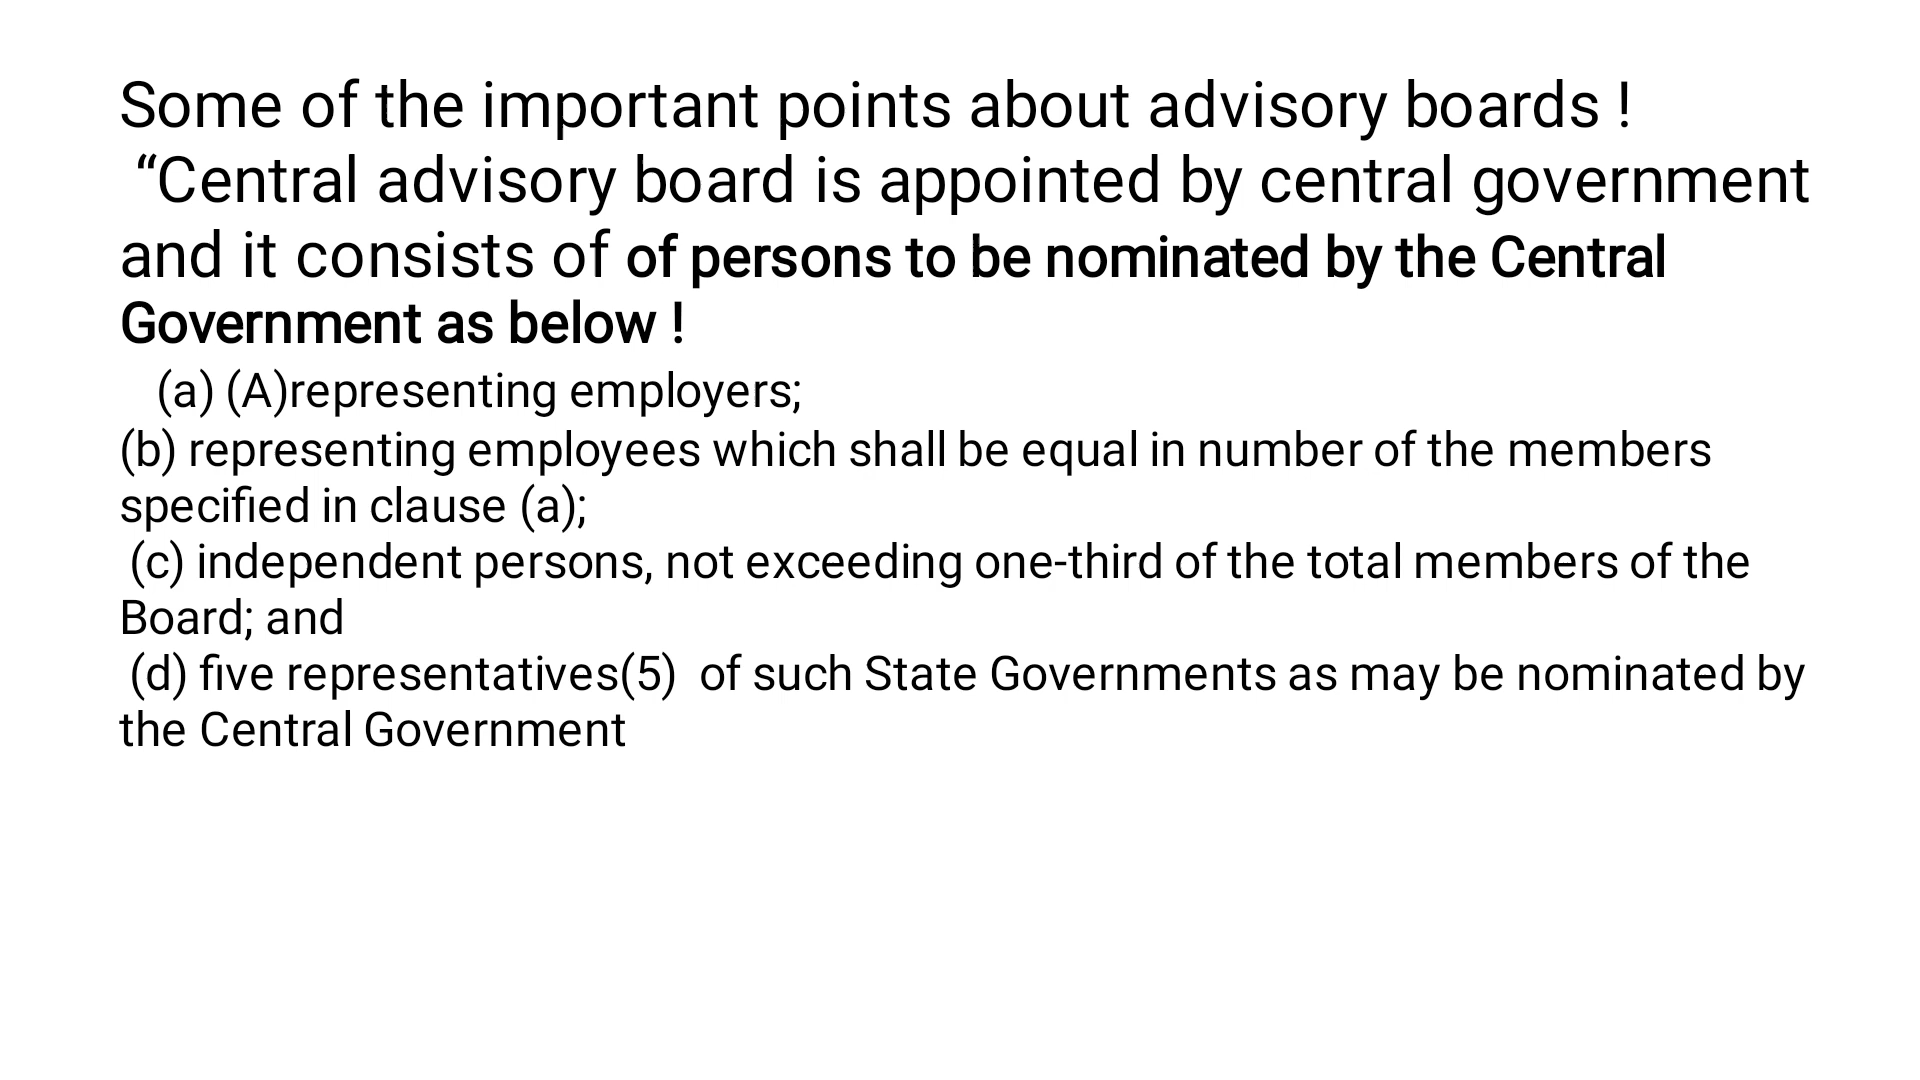 Some of the important points about advisory boards !
“Central advisory board is appointed by central government
and it consists of of persons to be nominated by the Central
Government as below !
(a) (A)representing employers;
(b) representing employees which shall be equal in number of the members
specified in clause (a);
(c) independent persons, not exceeding one-third of the total members of the
Board; and
(d) five representatives(5)  of such State Governments as may be nominated by
the Central Government